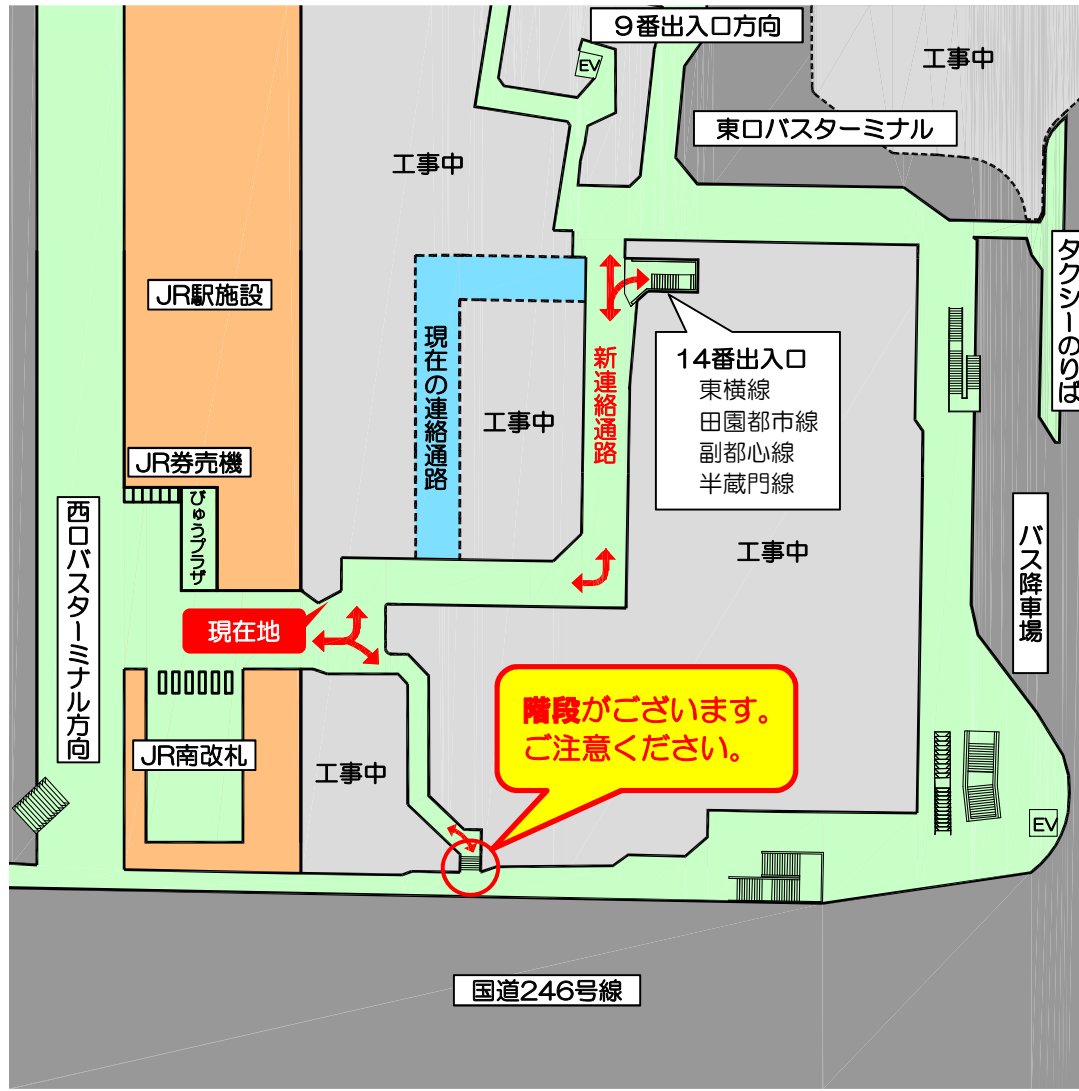 9番出入口方向
EV
工事中
東口バスターミナル
工事中
タクシーのりば
JR駅施設
現在の連絡通路
新連絡通路
14番出入口
東横線
田園都市線
副都心線
半蔵門線
工事中
JR券売機
びゅうプラザ
西口バスターミナル方向
工事中
バス降車場
現在地
階段がございます。
ご注意ください。
JR南改札
工事中
EV
国道246号線